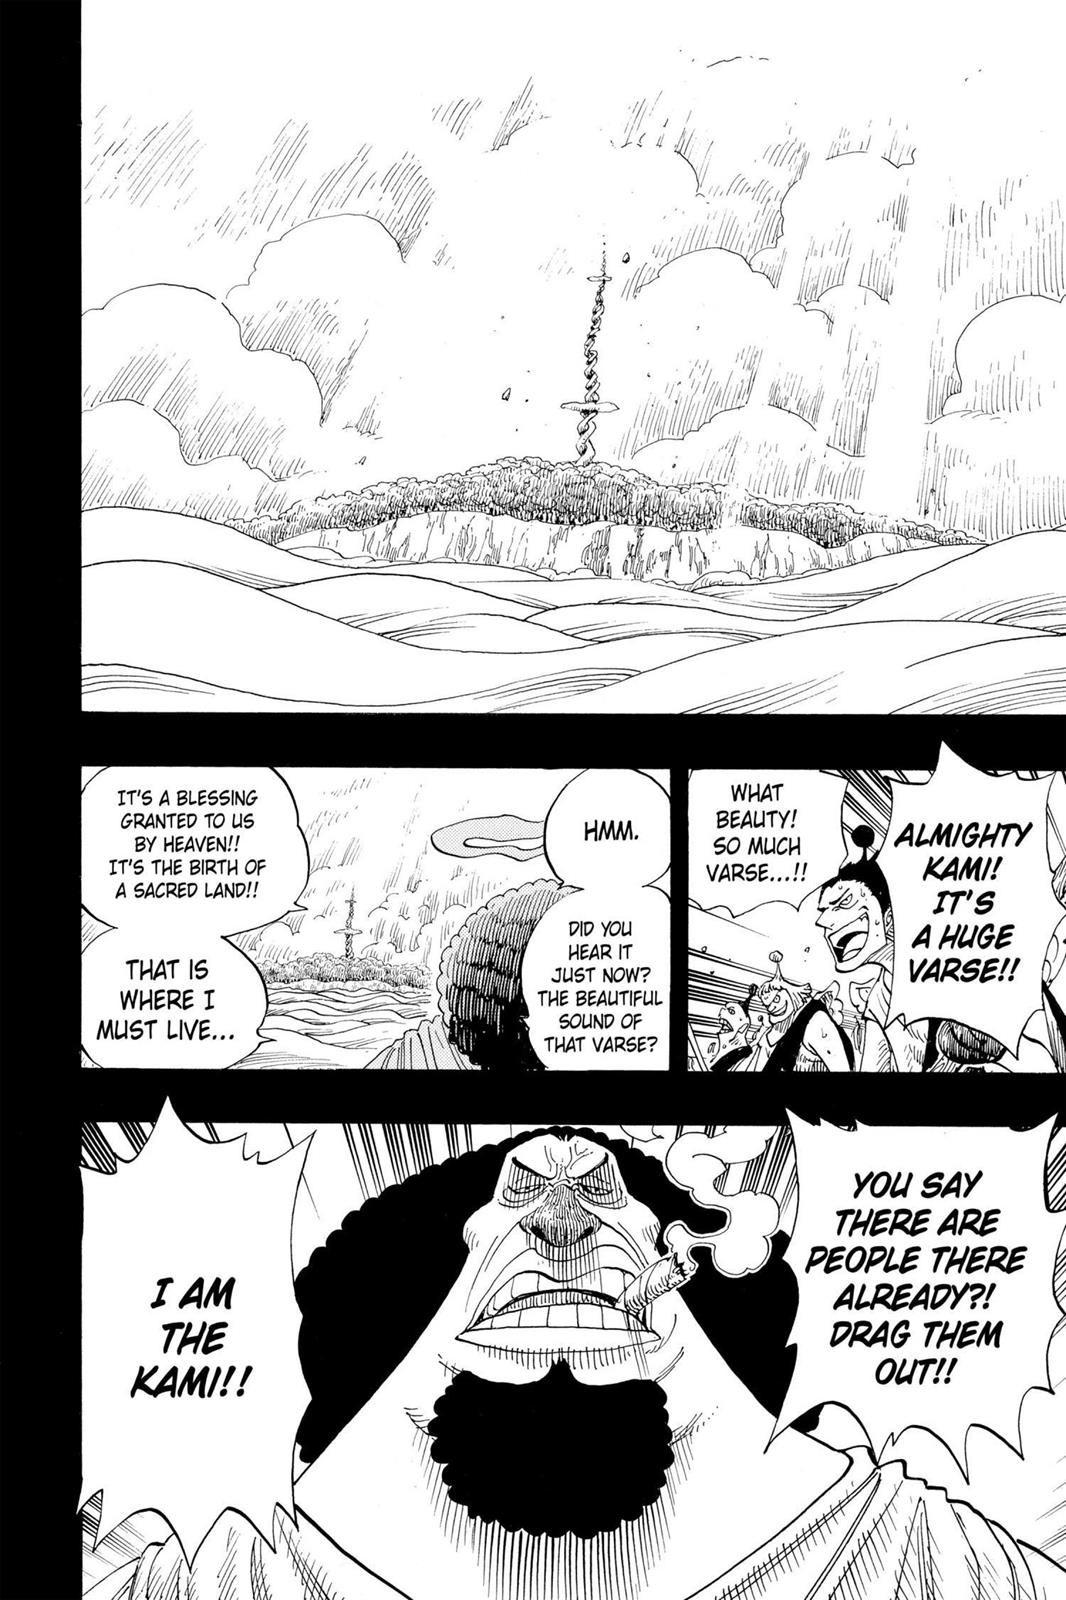 ALMIGHTY
KAMI!
IT'S
A HUGE
VARSE!!
WHAT
BEAUTY!
SO MUCH
VARSE...!!
HMM.
DID YOU
HEAR IT
JUST NOW?
THE BEAUTIFUL
SOUND OF
THAT VARSE?
IT'S A BLESSING
GRANTED TO US
BY HEAVEN!!
IT'S THE BIRTH OF
A SACRED LAND!!
THAT IS
WHERE I
MUST LIVE...
YOU SAY
THERE ARE
PEOPLE THERE
ALREADY?!
DRAG THEM
OUT!!
I AM
THE
KAMI!!